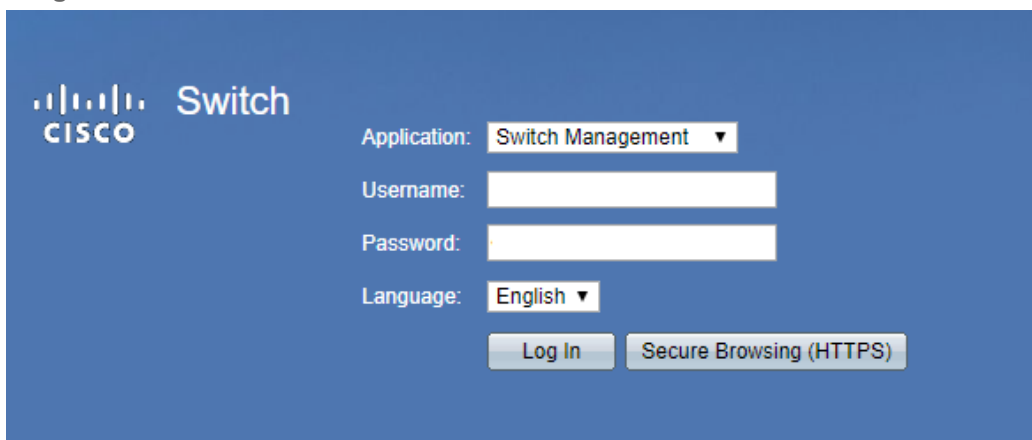 Switch
CISCO
Application: Switch Management
Username:
Password:
Language: English
Log In Secure Browsing (HTTPS)